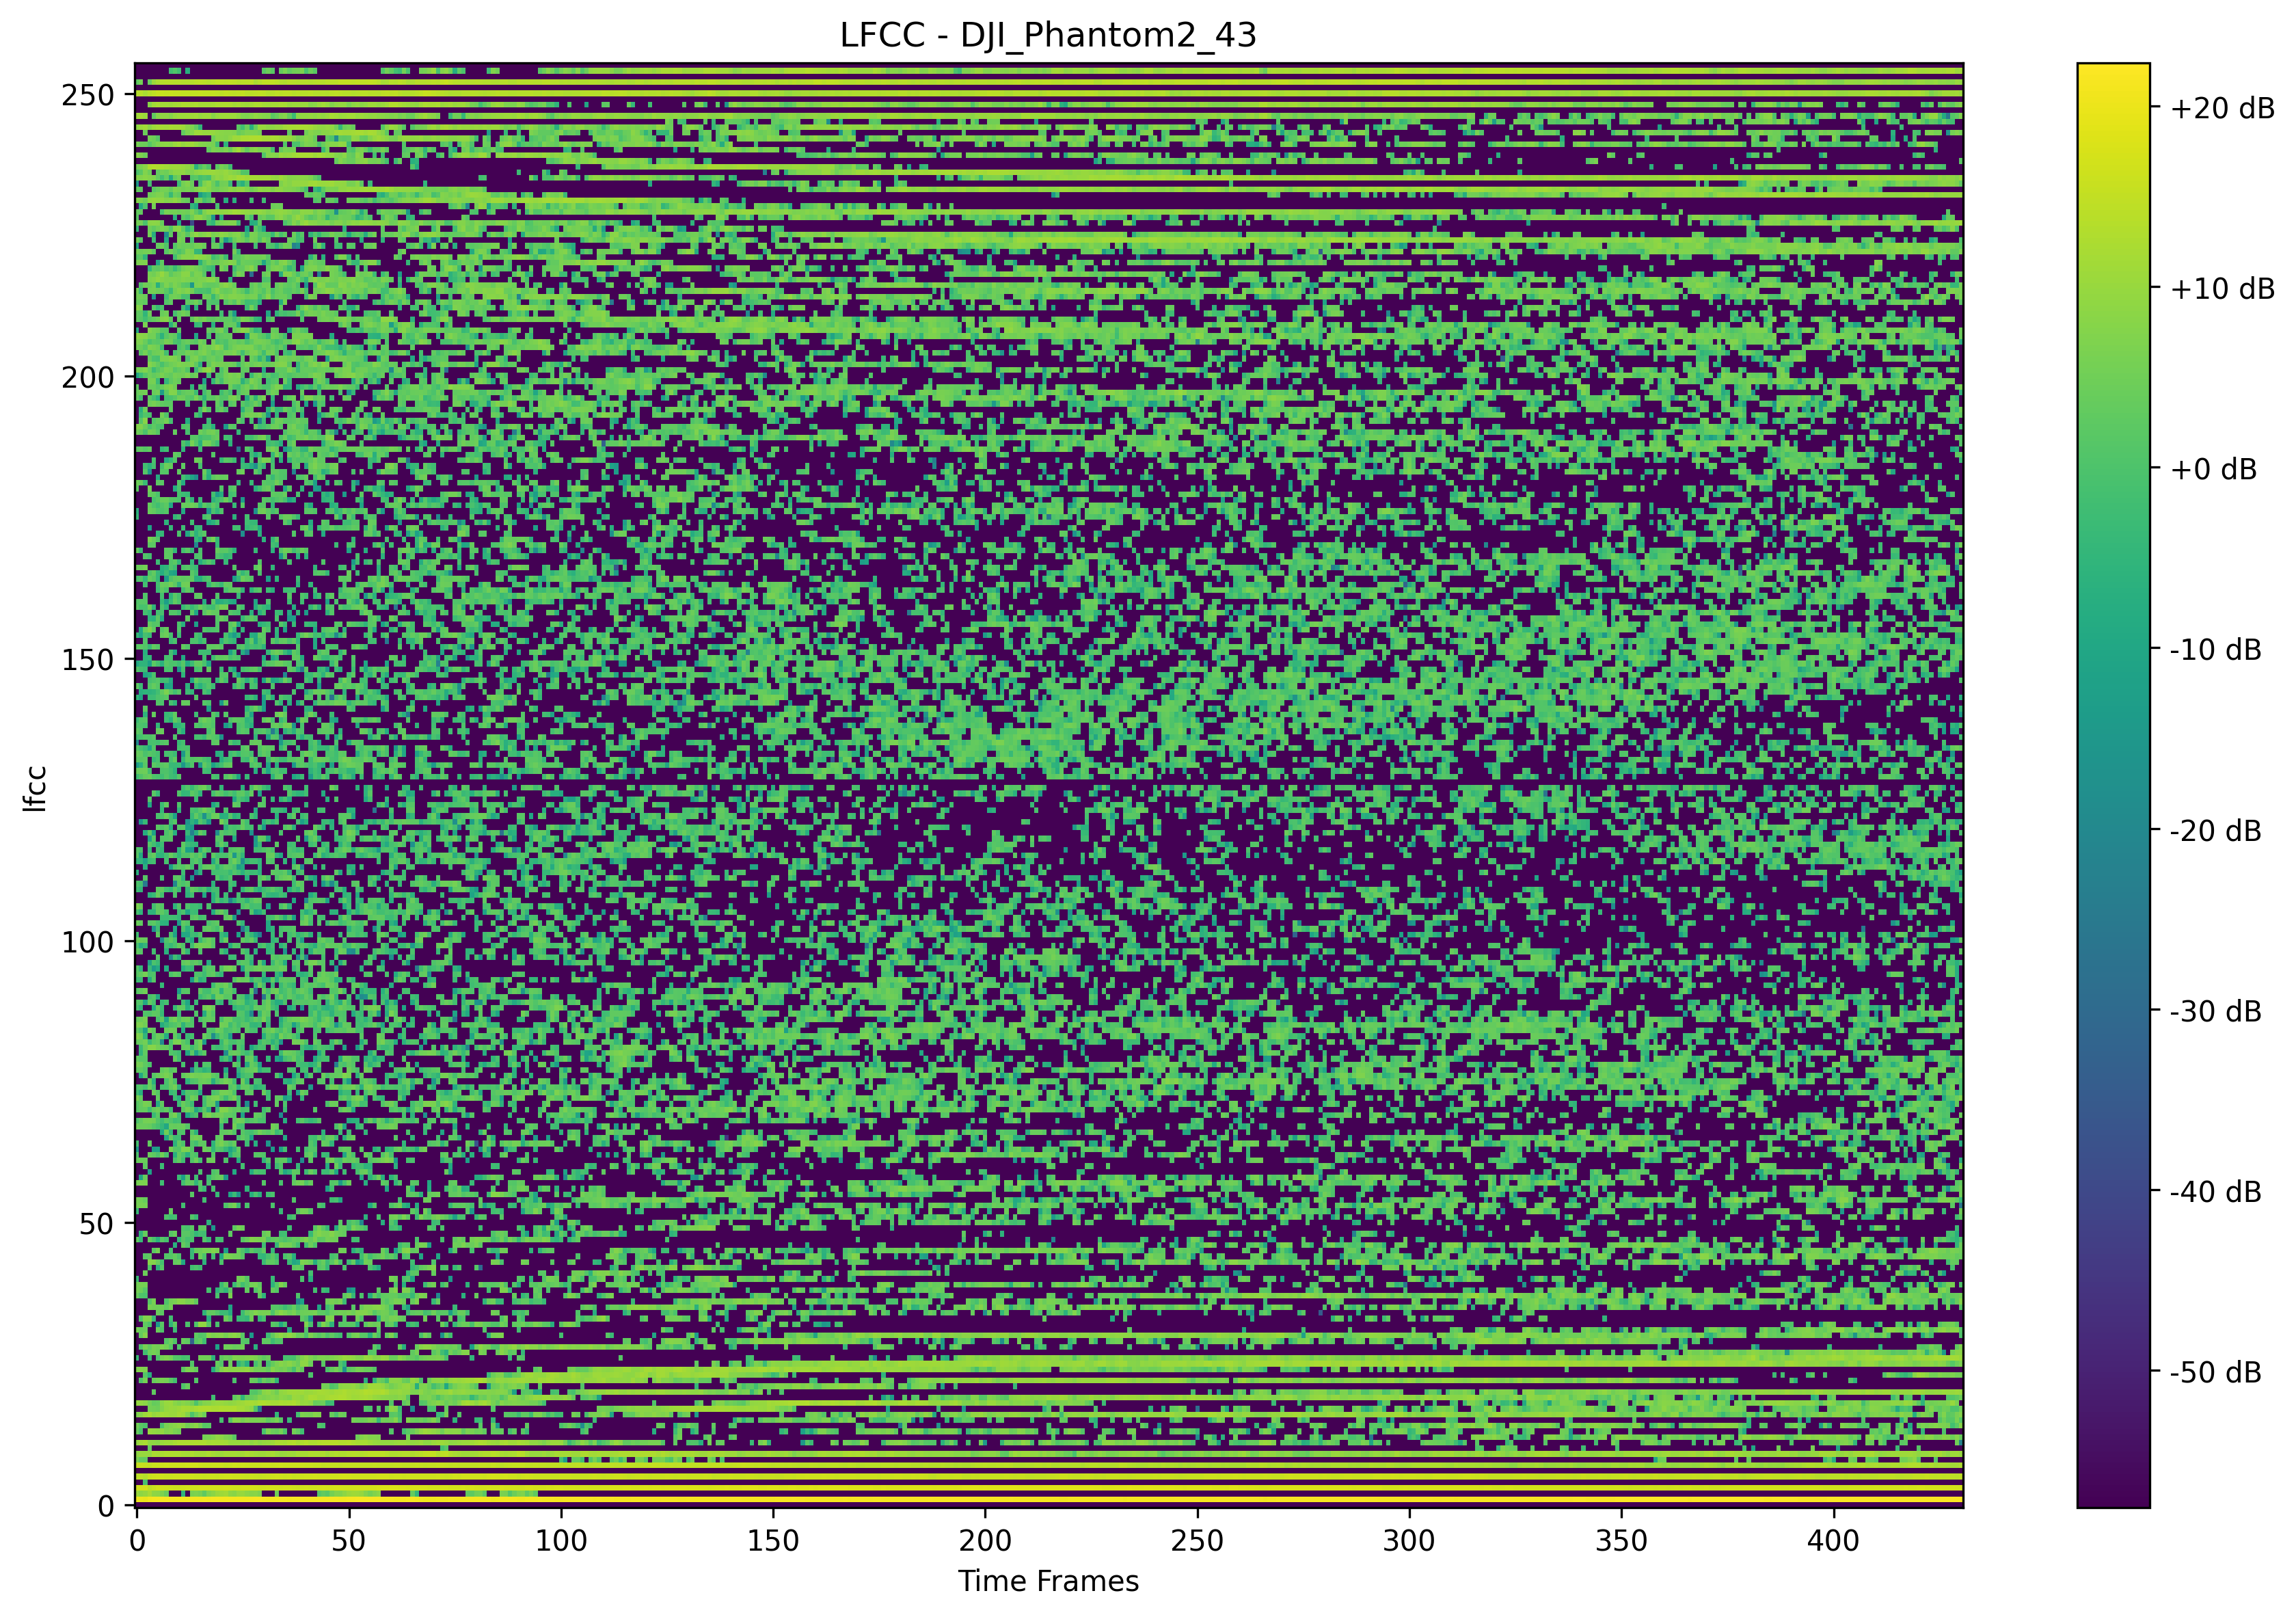 LFCC - DJI_Phantom2_43
250
200
150
100
50
0
lfcc
0 50 100 150 200 250 300 350 400
Time Frames
+20 dB
+10 dB
+0 dB
-10 dB
-20 dB
-30 dB
-40 dB
-50 dB